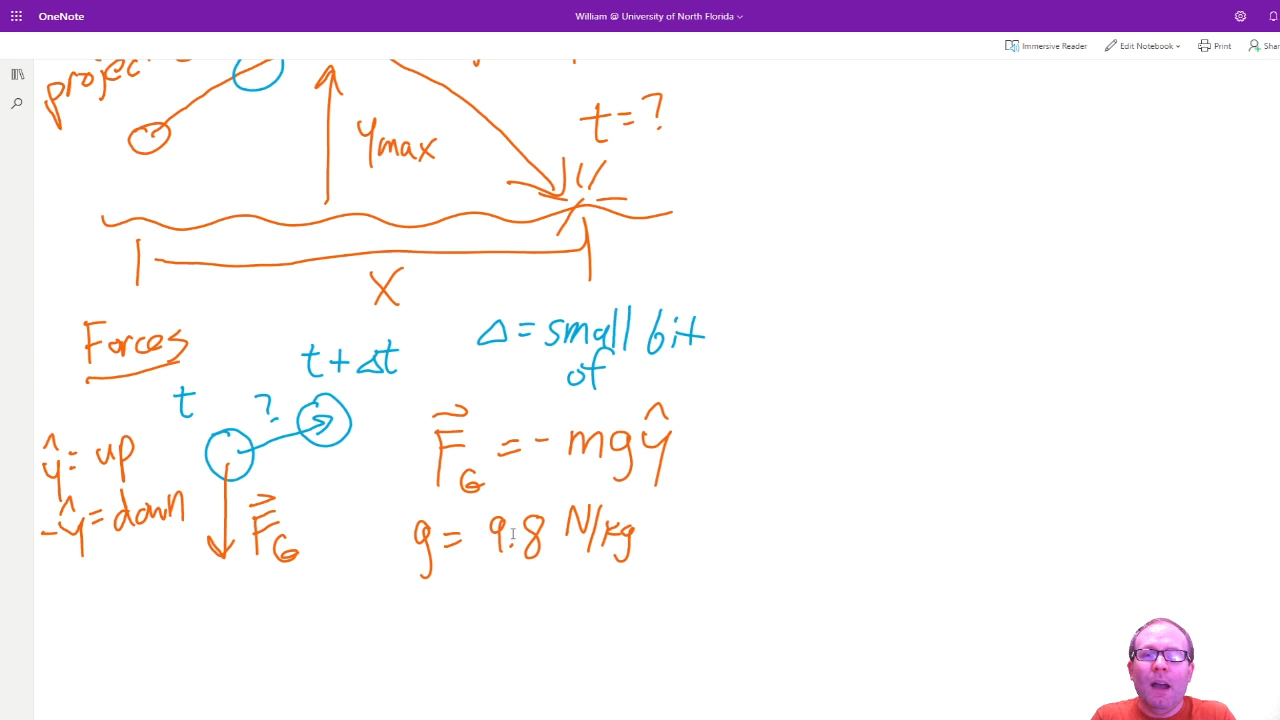 OneNote
William @ University of North Florida
Immersive Reader
Edit Notebook
Print
Shar
t = ?
ymax
X
Forces
Δ = small bit
of
t + Δt
t
?
ŷ = up
-ŷ = down
F⃗G
F⃗G = - mgŷ
g = 9.8 N/kg